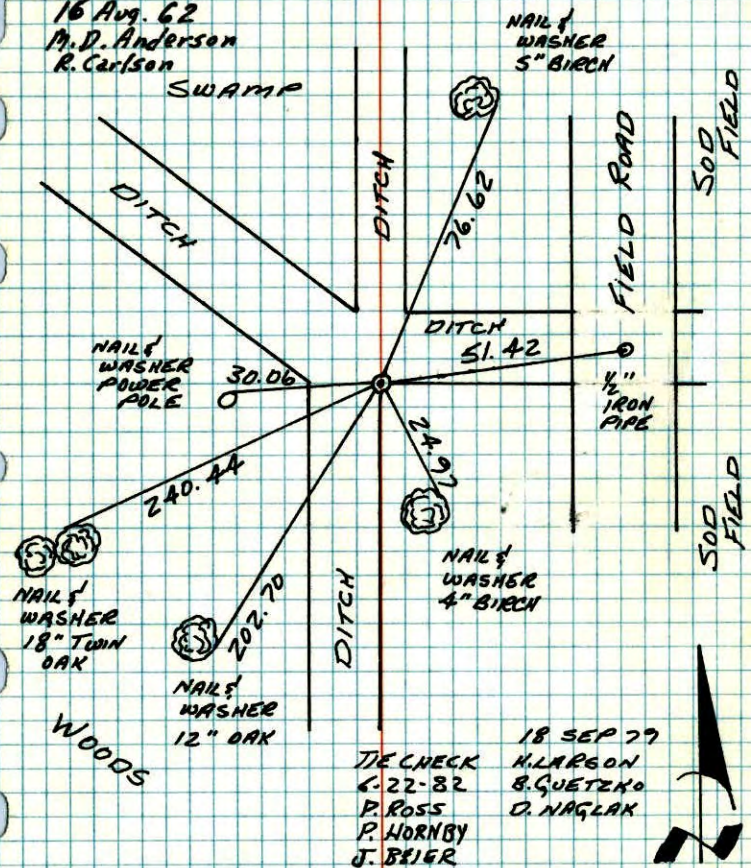 16 Aug. 62
M.D. Anderson
R. Carlson
SWAMP
NAIL &
WASHER
5" BIRCH
DITCH
DITCH
76.62
FIELD ROAD
SOD
FIELD
DITCH
51.42
NAIL &
WASHER
POWER
POLE
30.06
1/2"
IRON
PIPE
24.97
240.44
202.70
NAIL &
WASHER
4" BIRCH
SOD
FIELD
NAIL &
WASHER
18" TWIN
OAK
DITCH
NAIL &
WASHER
12" OAK
WOODS
TIE CHECK
6-22-82
P. ROSS
P. HORNBY
J. BEIER
18 SEP 79
K. LARSON
B. GUETZKO
D. NAGLAK
N